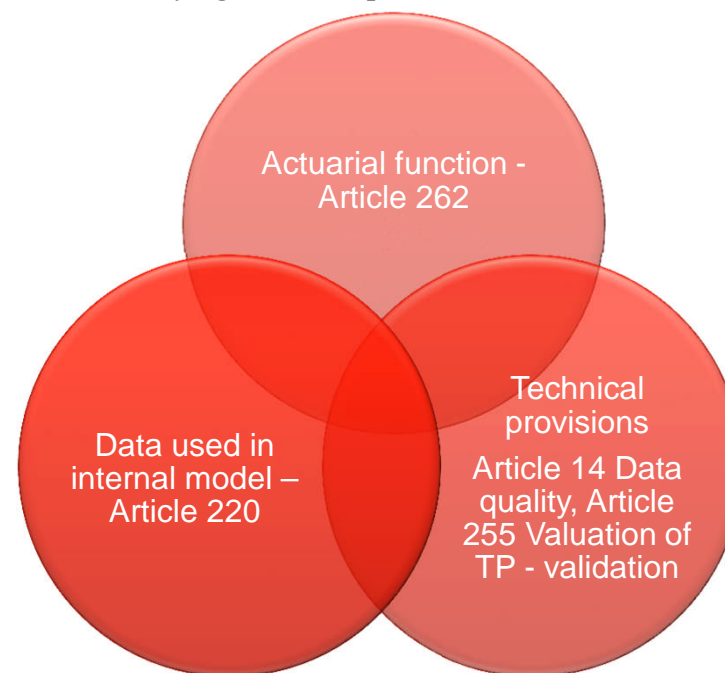 Actuarial function -
Article 262
Data used in
internal model –
Article 220
Technical
provisions
Article 14 Data
quality, Article
255 Valuation of
TP - validation